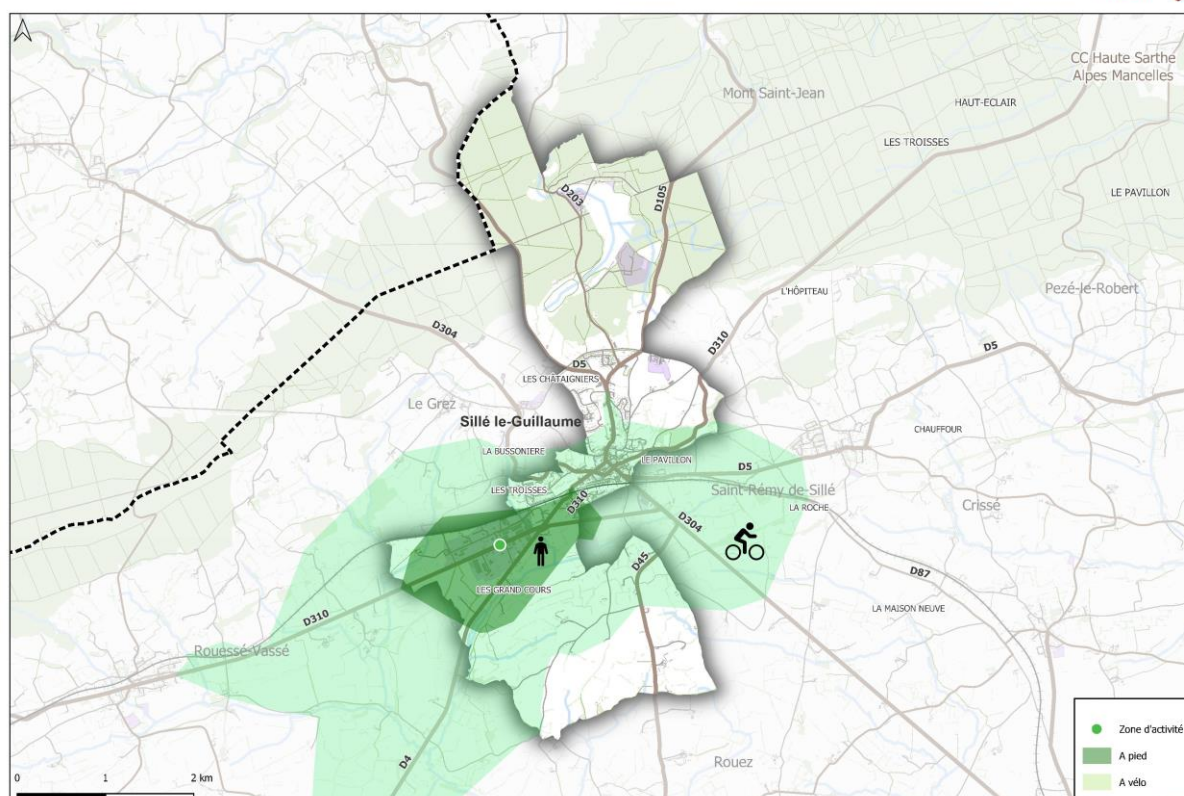 CC Haute Sarthe
Alpes Mancelles
Mont Saint-Jean
HAUT-ECLAIR
LES TROISSES
LE PAVILLON
D203
D105
L'HÔPITEAU
Pezé-le-Robert
D304
D310
D5
D5
LES CHÂTAIGNIERS
Le Grez
Sillé le-Guillaume
CHAUFFOUR
LA BUSSONIERE
LE PAVILLON
D5
LES TROISSES
Saint-Rémy de-Sillé
D310
LA ROCHE
Crissé
D304
D45
D87
LES GRAND COURS
LA MAISON NEUVE
D310
Rouessé-Vassé
D4
Rouez
0 1 2 km
Zone d'activité
A pied
A vélo